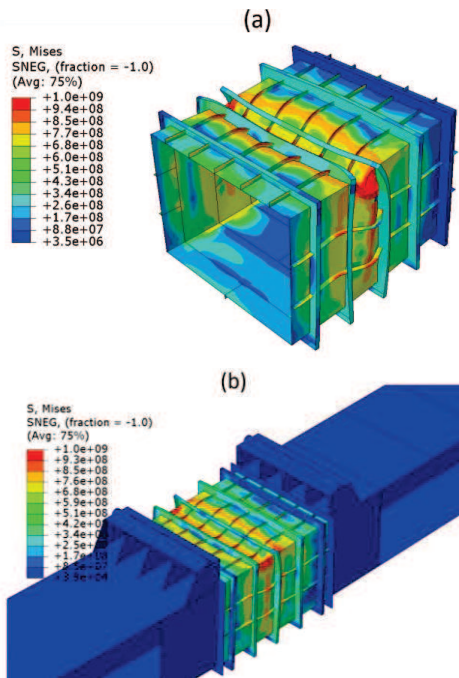 (a)
S, Mises
SNEG, (fraction = -1.0)
(Avg: 75%)
+1.0e+09
+9.4e+08
+8.5e+08
+7.7e+08
+6.8e+08
+6.0e+08
+5.1e+08
+4.3e+08
+3.4e+08
+2.6e+08
+1.7e+08
+8.8e+07
+3.5e+06
(b)
S, Mises
SNEG, (fraction = -1.0)
(Avg: 75%)
+1.0e+09
+9.3e+08
+8.5e+08
+7.6e+08
+6.8e+08
+5.9e+08
+5.1e+08
+4.2e+08
+3.4e+08